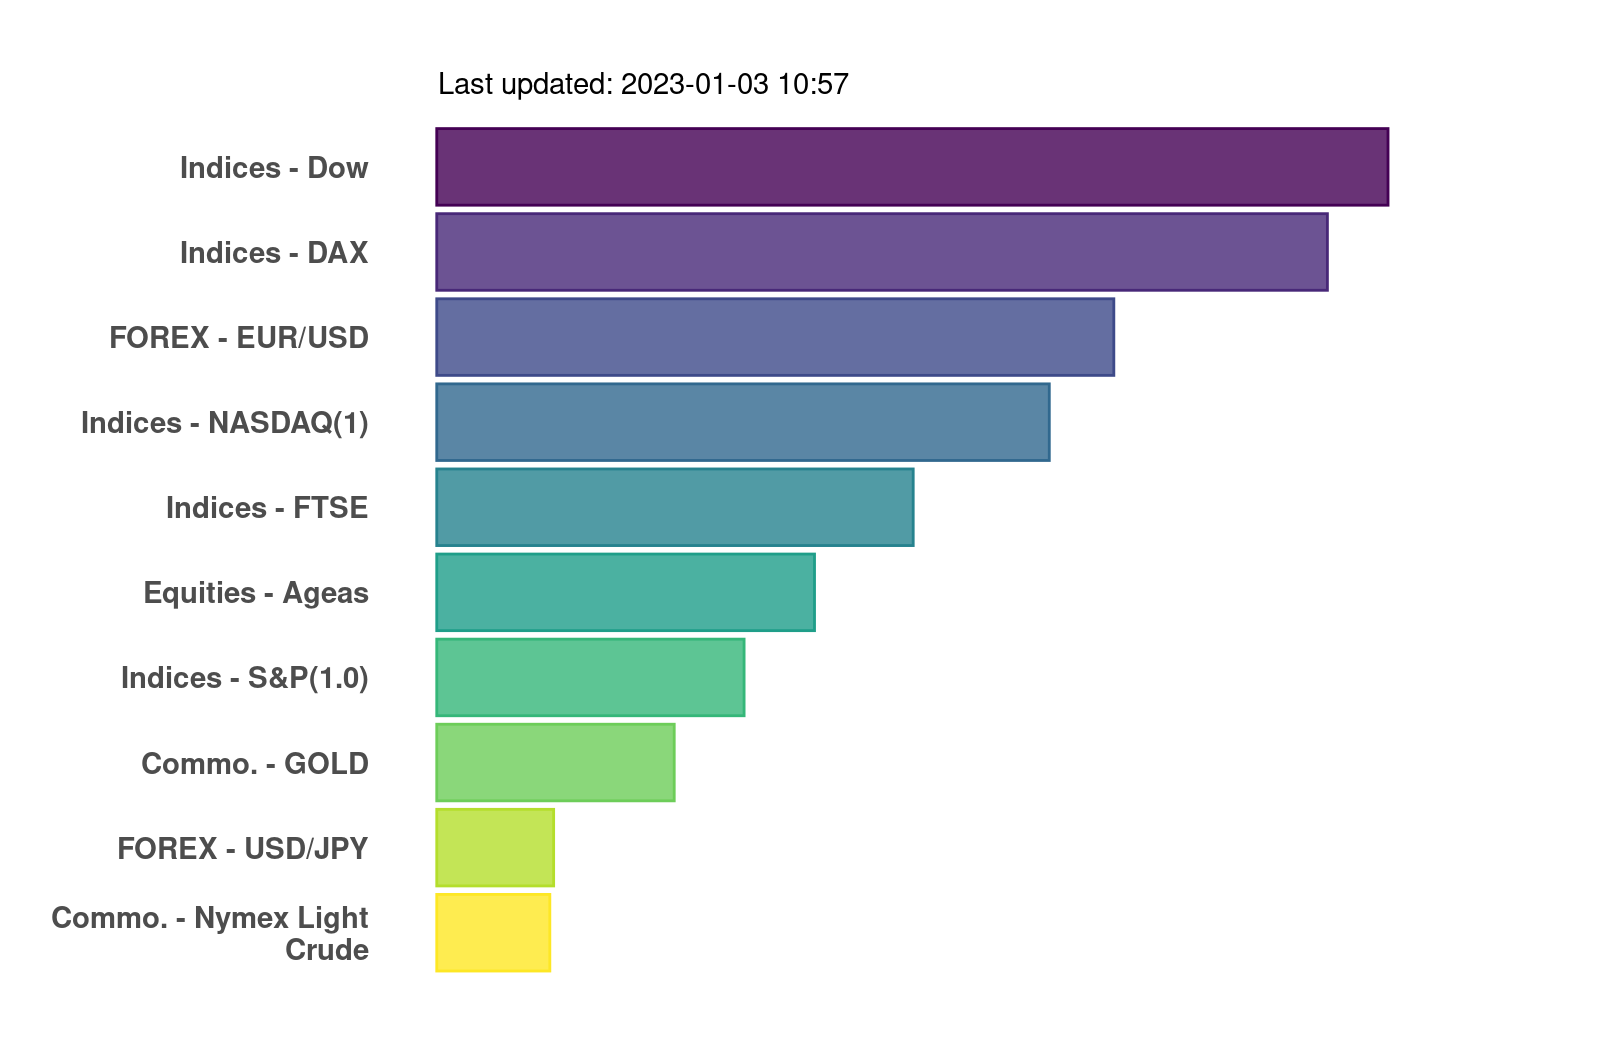 Last updated: 2023-01-03 10:57
Indices - Dow
Indices - DAX
FOREX - EUR/USD
Indices - NASDAQ(1)
Indices - FTSE
Equities - Ageas
Indices - S&P(1.0)
Commo. - GOLD
FOREX - USD/JPY
Commo. - Nymex Light
Crude